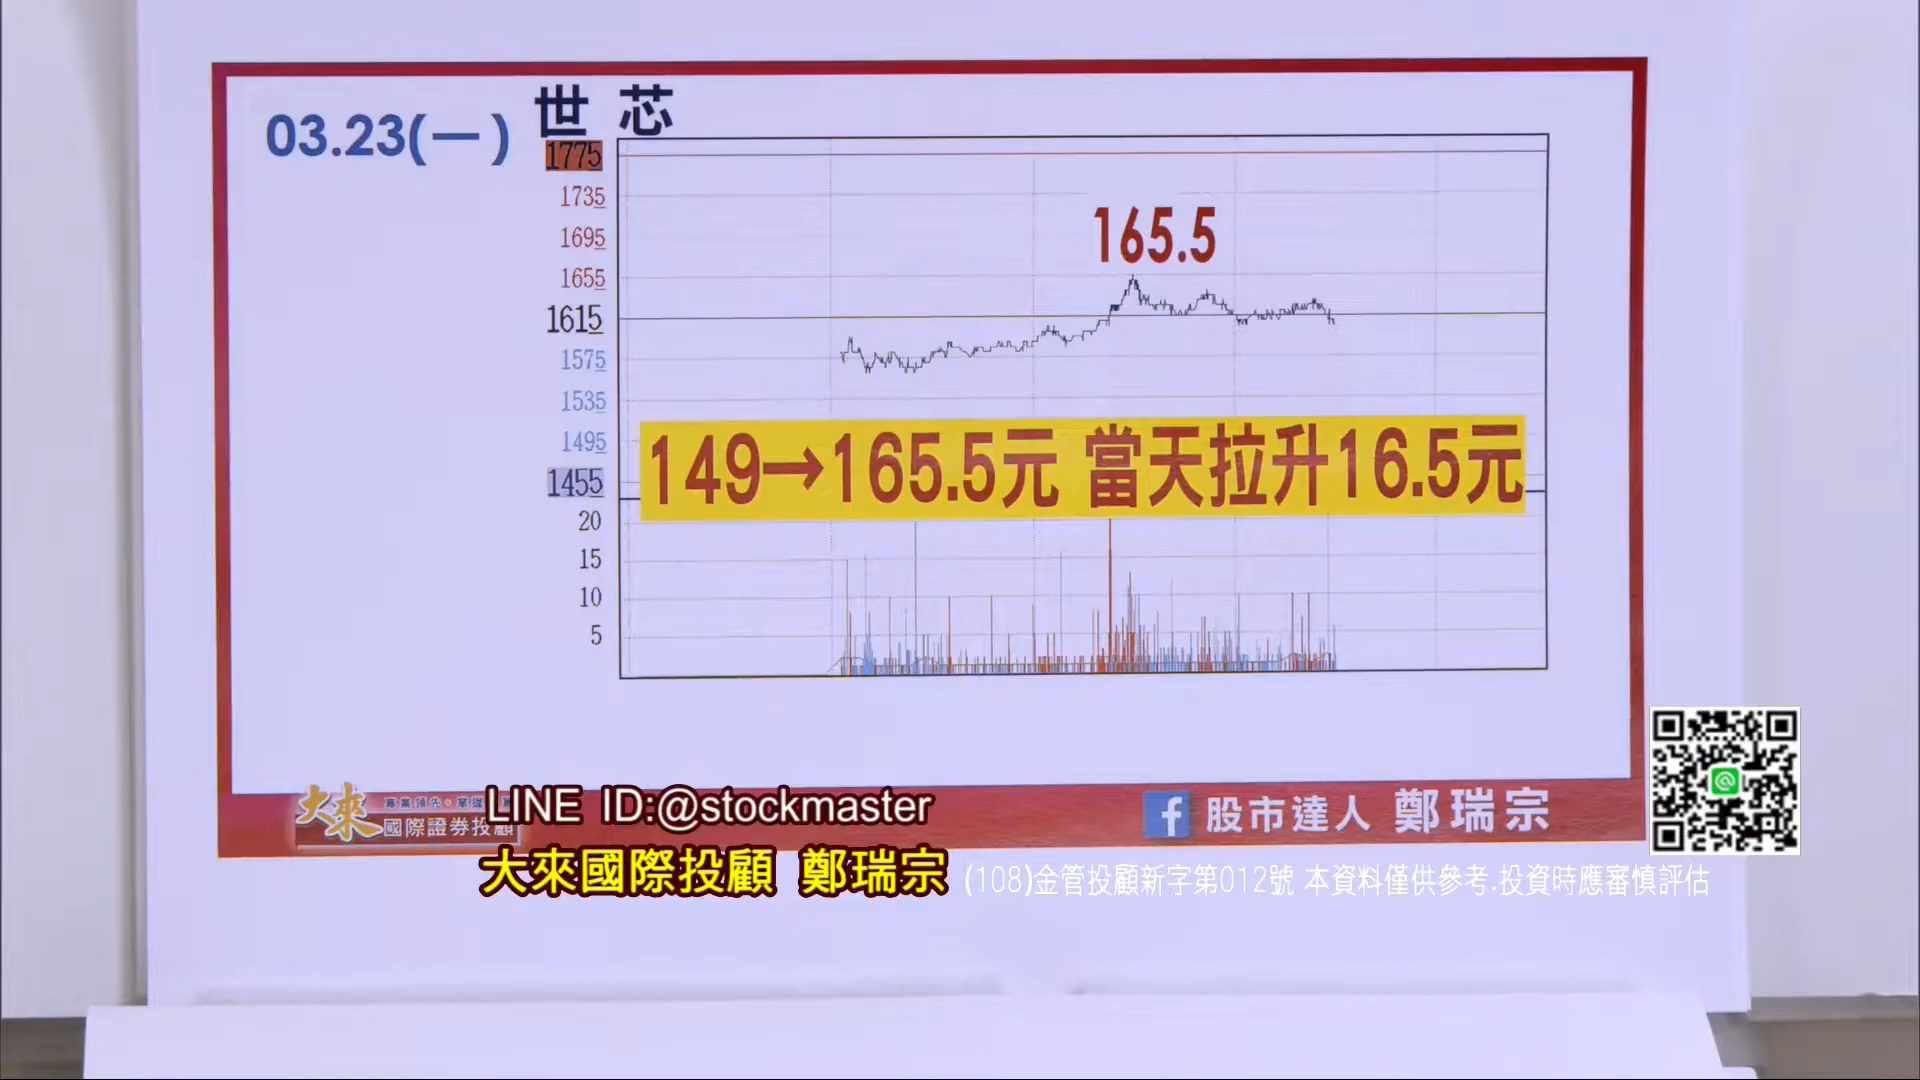 03.23(一)
世芯
1775
1735
1695
1655
1615
1575
1535
1495
1455
20
15
10
5
165.5
149→165.5元 當天拉升16.5元
大來
國際證券投顧
LINE ID:@stockmaster
f 股市達人 鄭瑞宗
大來國際投顧 鄭瑞宗 (108)金管投顧新字第012號 本資料僅供參考.投資時應審慎評估